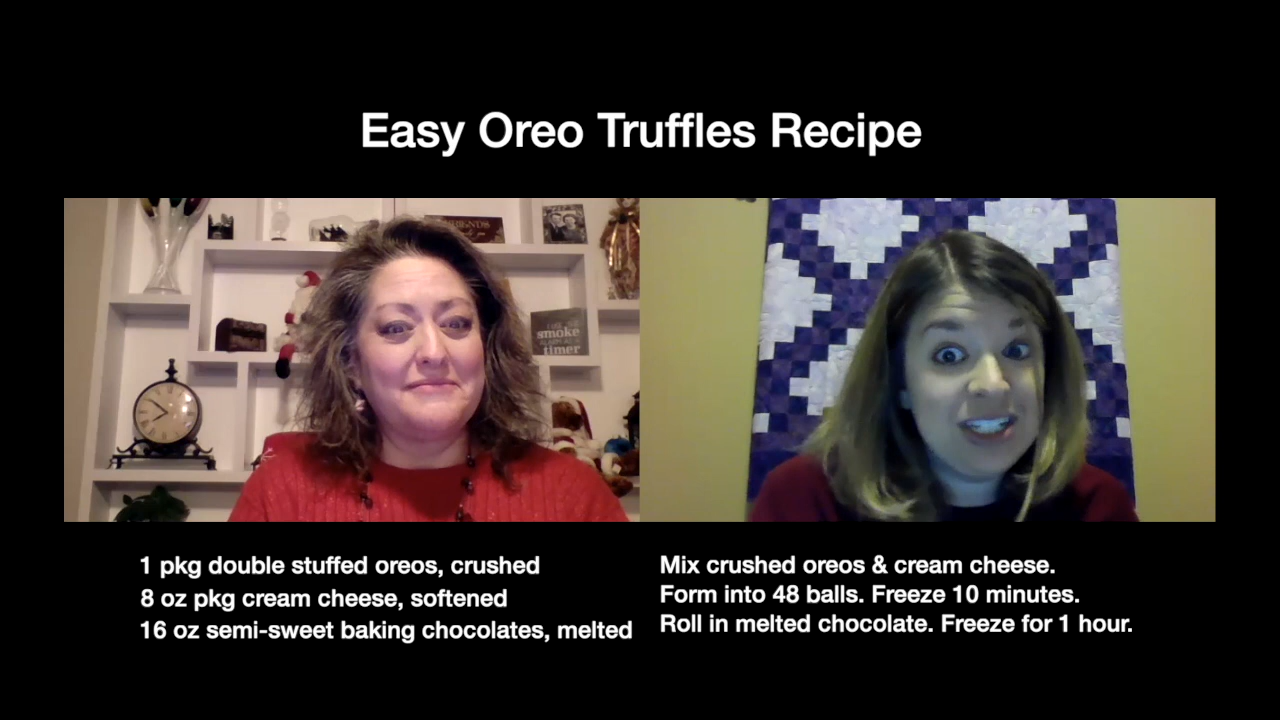 Easy Oreo Truffles Recipe
smoke
timer
1 pkg double stuffed oreos, crushed
8 oz pkg cream cheese, softened
16 oz semi-sweet baking chocolates, melted
Mix crushed oreos & cream cheese.
Form into 48 balls. Freeze 10 minutes.
Roll in melted chocolate. Freeze for 1 hour.